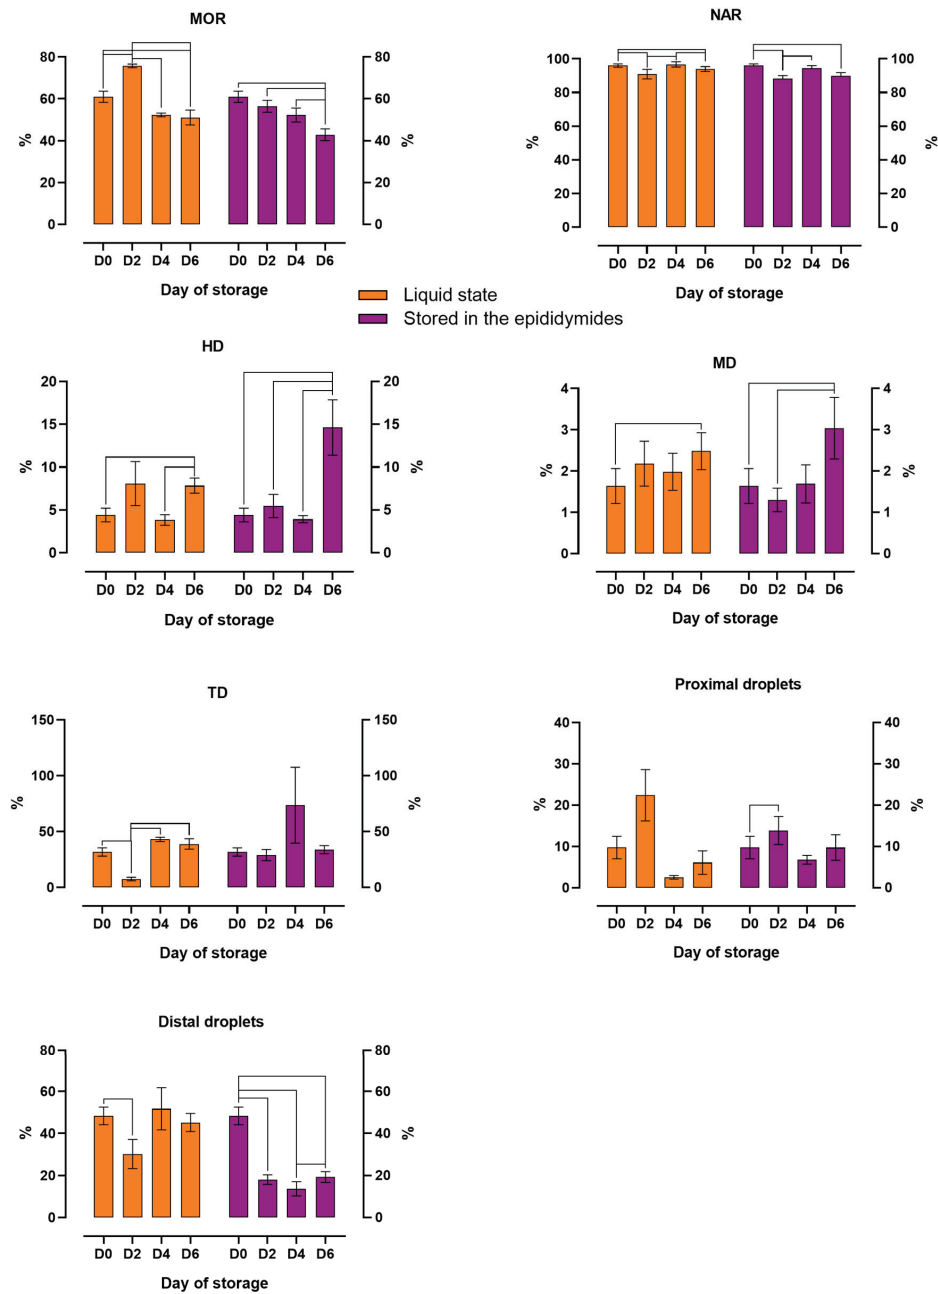 MOR
NAR
80 80
60 60
40 40
20 20
0 0
% %
D0 D2 D4 D6 D0 D2 D4 D6
Day of storage
100 100
80 80
60 60
40 40
20 20
0 0
% %
D0 D2 D4 D6 D0 D2 D4 D6
Day of storage
Liquid state
Stored in the epididymides
HD
20 20
15 15
10 10
5 5
0 0
% %
D0 D2 D4 D6 D0 D2 D4 D6
Day of storage
MD
4 4
3 3
2 2
1 1
0 0
% %
D0 D2 D4 D6 D0 D2 D4 D6
Day of storage
TD
150 150
100 100
50 50
0 0
% %
D0 D2 D4 D6 D0 D2 D4 D6
Day of storage
Proximal droplets
40 40
30 30
20 20
10 10
0 0
% %
D0 D2 D4 D6 D0 D2 D4 D6
Day of storage
Distal droplets
80 80
60 60
40 40
20 20
0 0
% %
D0 D2 D4 D6 D0 D2 D4 D6
Day of storage